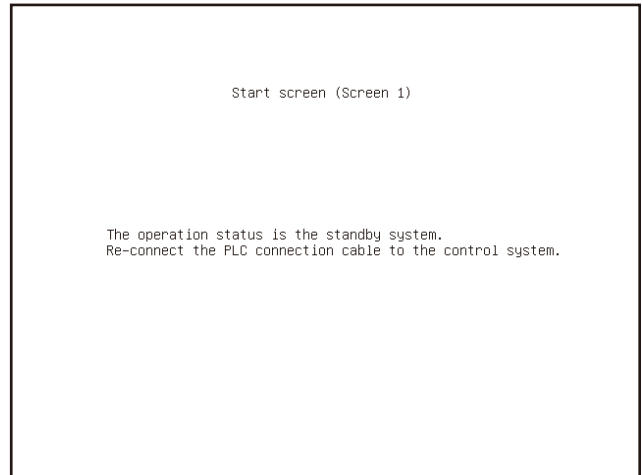 Start screen (Screen 1)
The operation status is the standby system.
Re-connect the PLC connection cable to the control system.